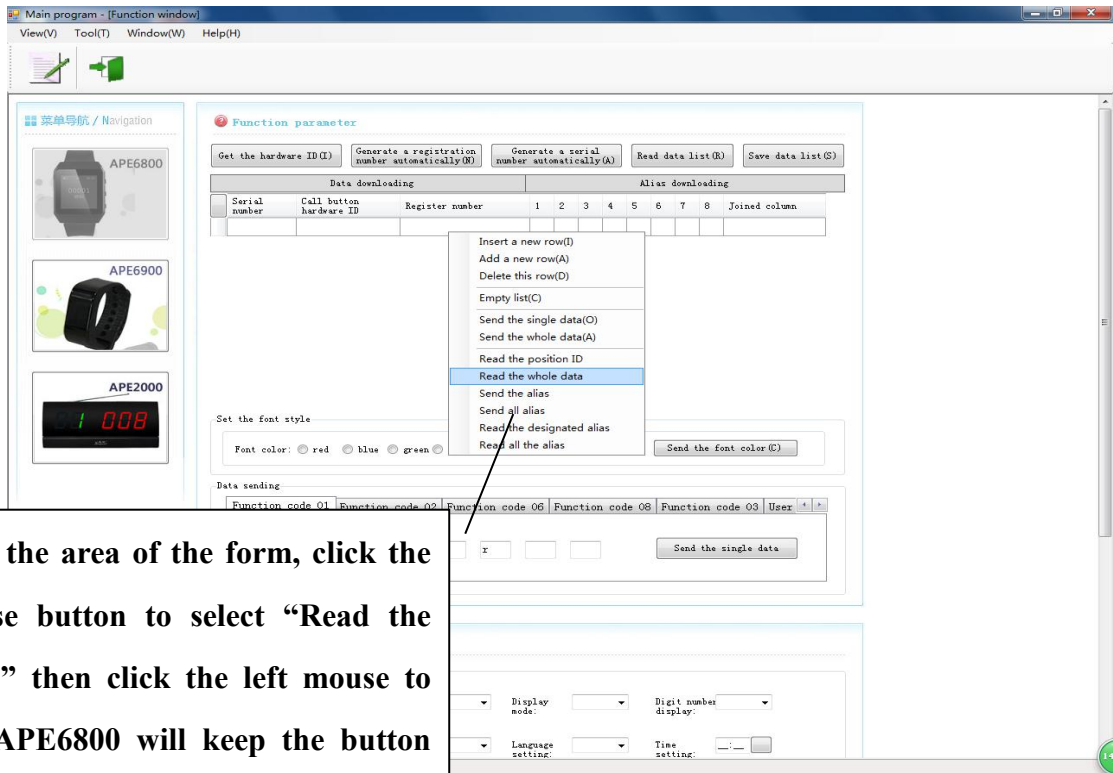 Main program - [Function window]
View(V) Tool(T) Window(W) Help(H)
菜单导航 / Navigation
APE6800
APE6900
APE2000
1 008
Function parameter
Get the hardware ID(I)
Generate a registration
number automatically(N)
Generate a serial
number automatically(A)
Read data list(R)
Save data list(S)
Data downloading
Alias downloading
Serial
number
Call button
hardware ID
Register number
1 2 3 4 5 6 7 8 Joined column
Insert a new row(I)
Add a new row(A)
Delete this row(D)
Empty list(C)
Send the single data(O)
Send the whole data(A)
Read the position ID
Read the whole data
Send the alias
Send all alias
Read the designated alias
Read all the alias
Set the font style
Font color: red blue green
Send the font color(C)
Data sending
Function code 01 Function code 02 Function code 06 Function code 08 Function code 03 User
r
Send the single data
the area of the form, click the
se button to select “Read the
” then click the left mouse to
APE6800 will keep the button
Display
mode:
Digit number
display:
Language
setting:
Time
setting:
__:__